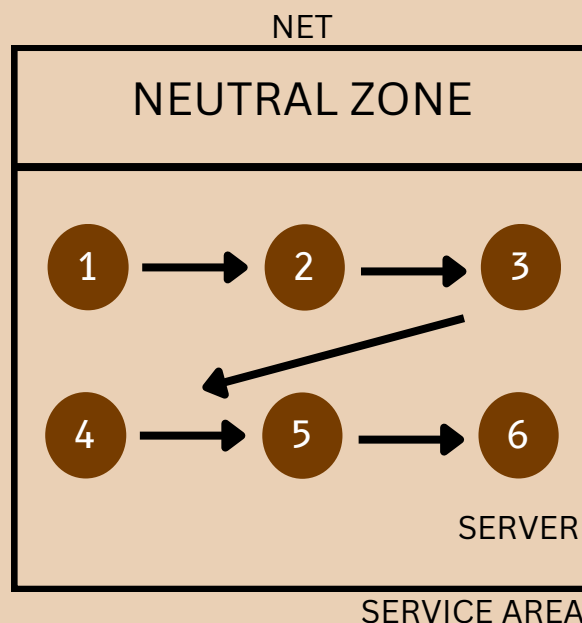 NET
NEUTRAL ZONE
1 2 3
4 5 6
SERVER
SERVICE AREA